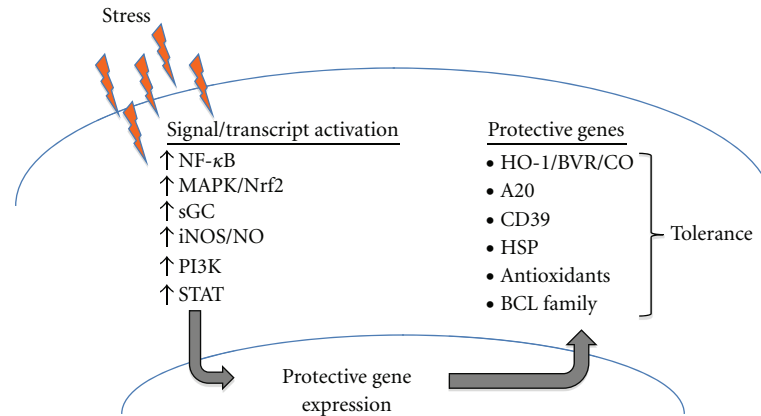 Stress
Signal/transcript activation
↑ NF-κB
↑ MAPK/Nrf2
↑ sGC
↑ iNOS/NO
↑ PI3K
↑ STAT
Protective genes
• HO-1/BVR/CO
• A20
• CD39
• HSP
• Antioxidants
• BCL family
Tolerance
Protective gene
expression